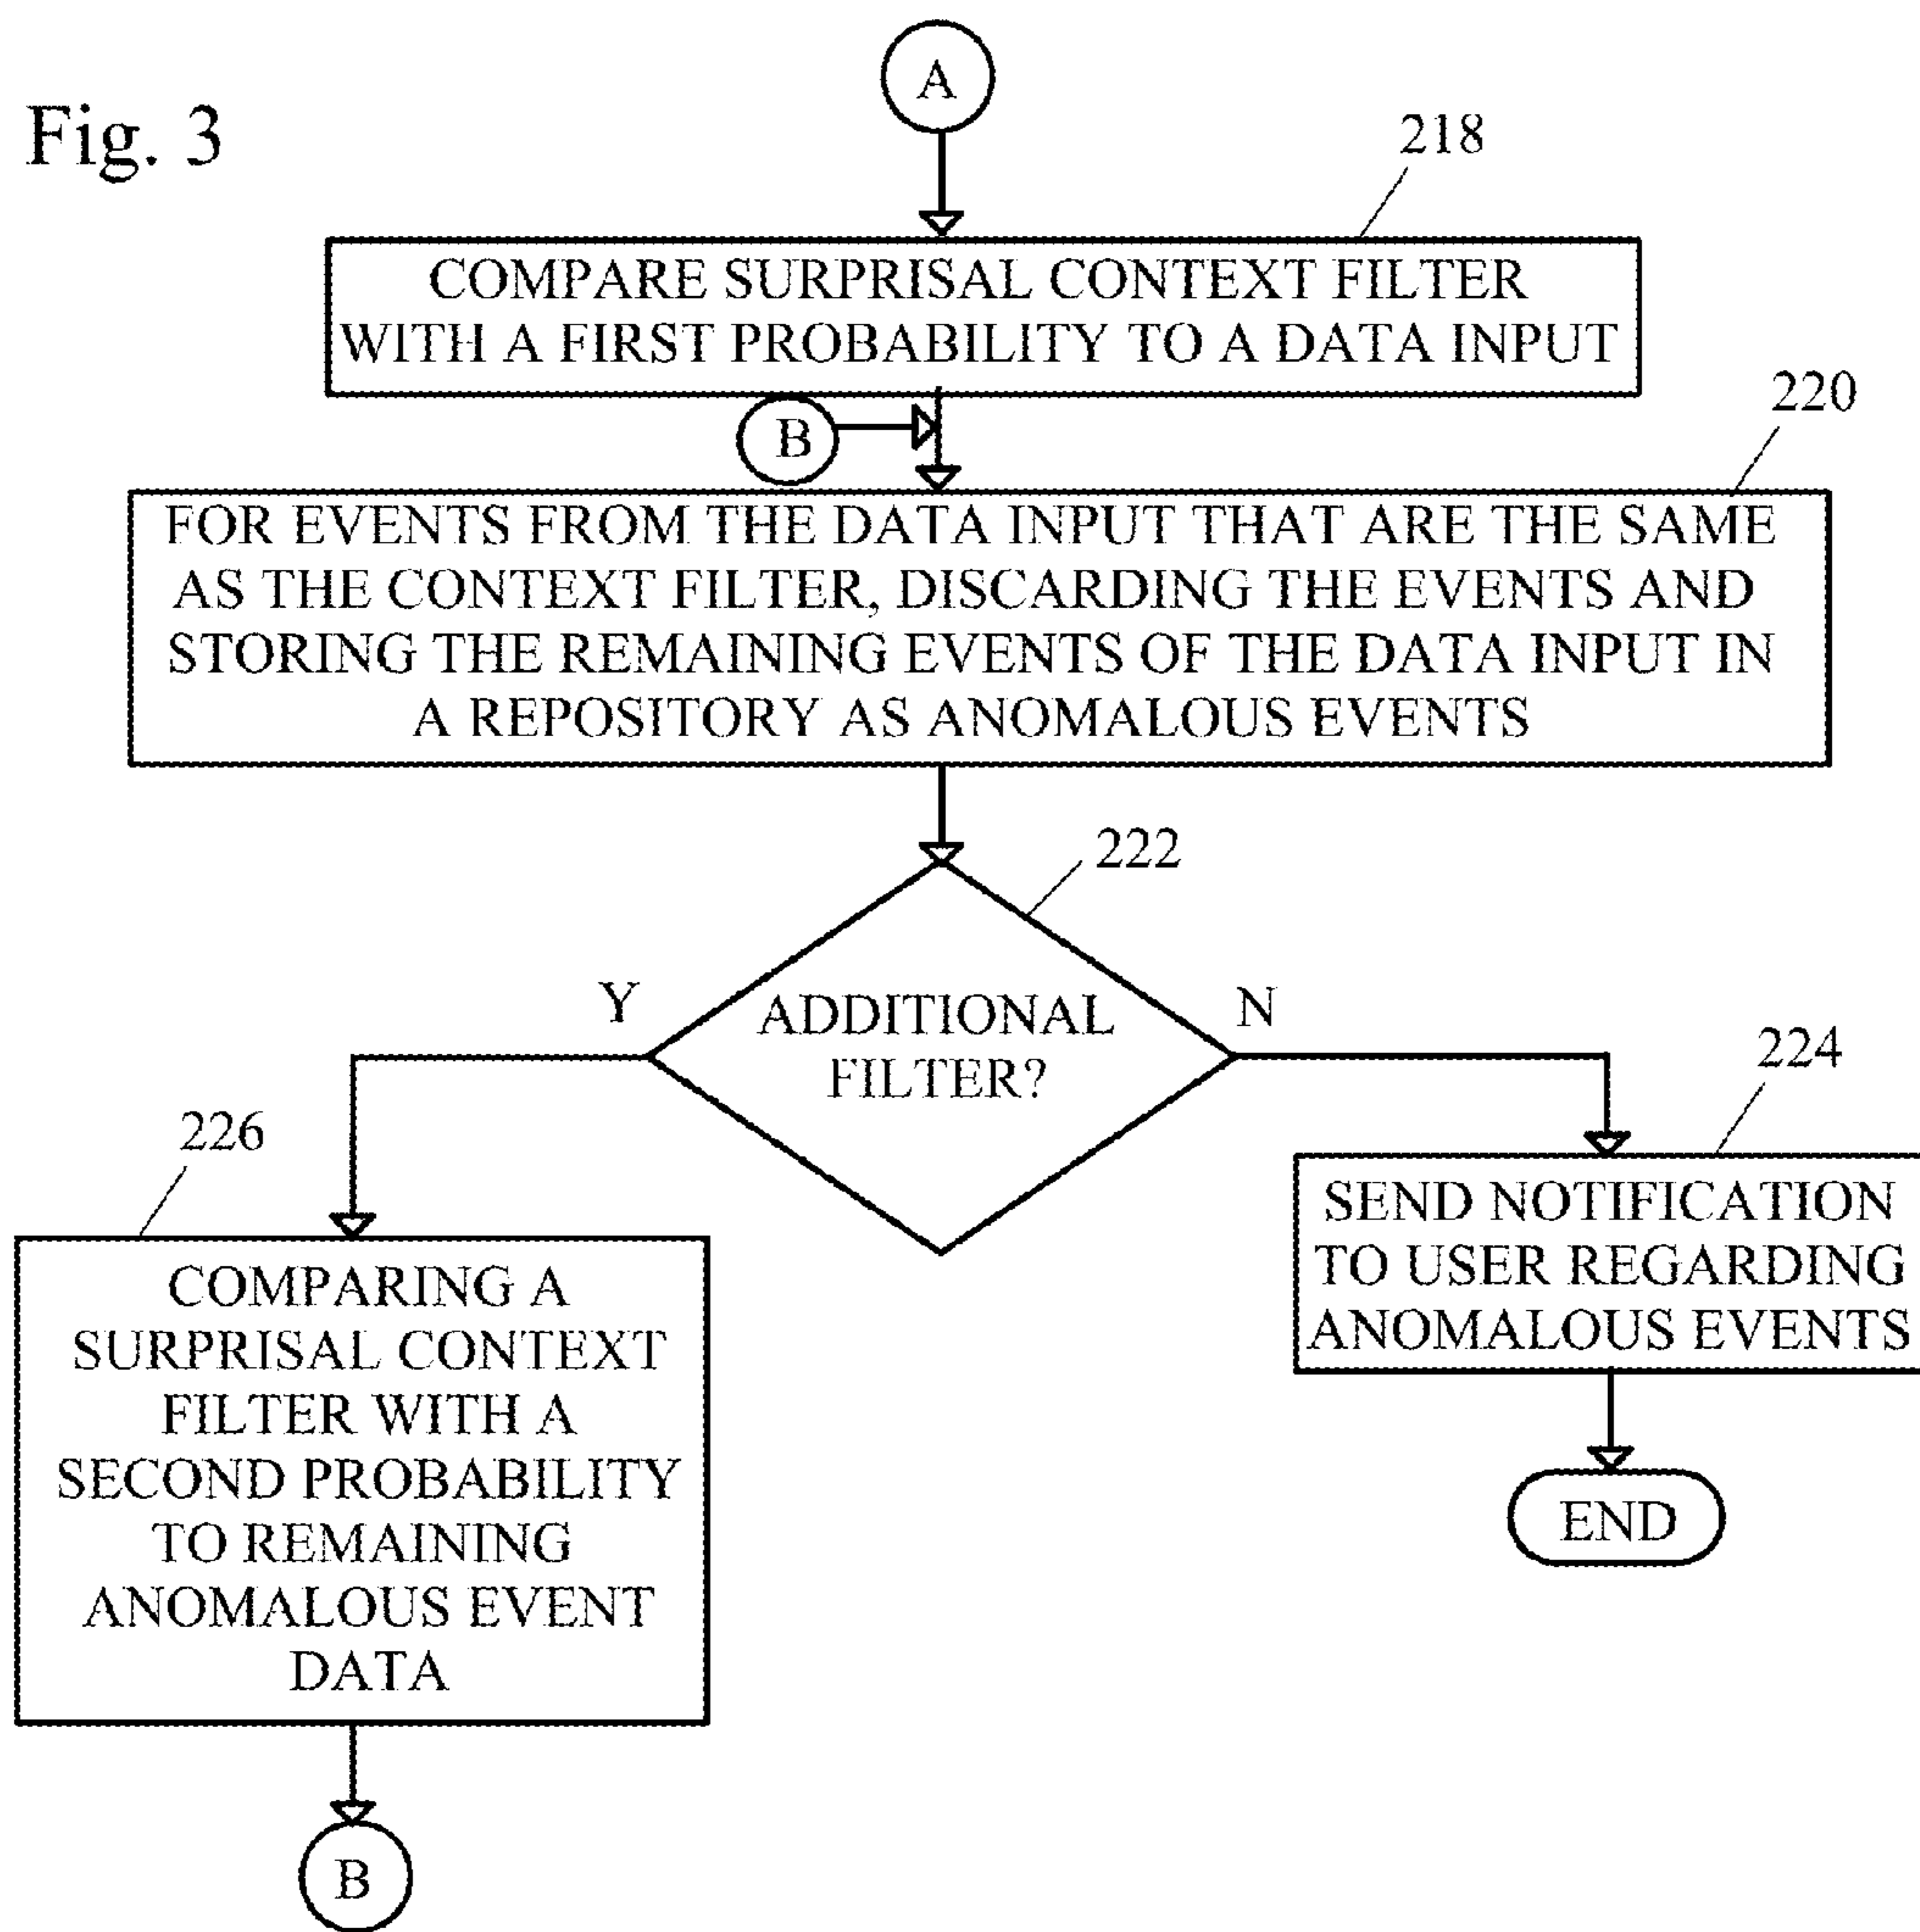 Fig. 3
A
218
COMPARE SURPRISAL CONTEXT FILTER
WITH A FIRST PROBABILITY TO A DATA INPUT
B
220
FOR EVENTS FROM THE DATA INPUT THAT ARE THE SAME
AS THE CONTEXT FILTER, DISCARDING THE EVENTS AND
STORING THE REMAINING EVENTS OF THE DATA INPUT IN
A REPOSITORY AS ANOMALOUS EVENTS
222
Y
ADDITIONAL
FILTER?
N
224
SEND NOTIFICATION
TO USER REGARDING
ANOMALOUS EVENTS
END
226
COMPARING A
SURPRISAL CONTEXT
FILTER WITH A
SECOND PROBABILITY
TO REMAINING
ANOMALOUS EVENT
DATA
B